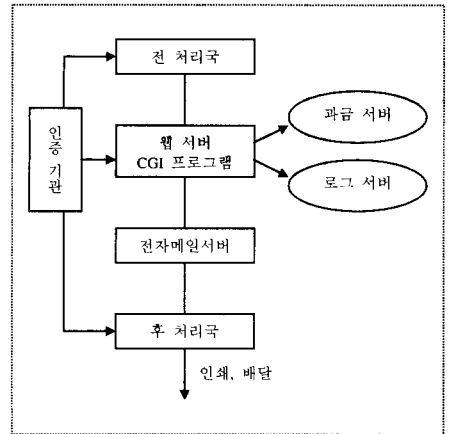 전 처리국
인증 기관
웹 서버
CGI 프로그램
과금 서버
로그 서버
전자메일서버
후 처리국
인쇄, 배달